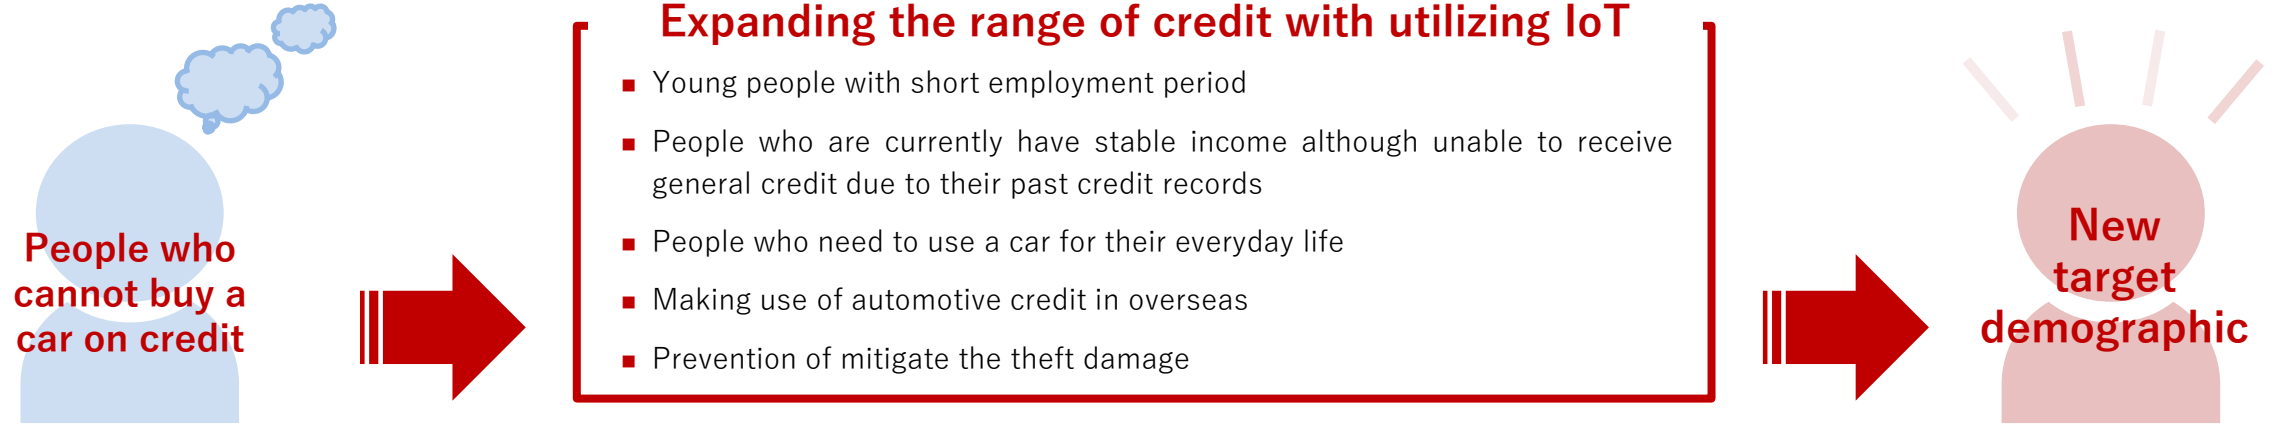 People who
cannot buy a
car on credit
Expanding the range of credit with utilizing IoT
■ Young people with short employment period
■ People who are currently have stable income although unable to receive
general credit due to their past credit records
■ People who need to use a car for their everyday life
■ Making use of automotive credit in overseas
■ Prevention of mitigate the theft damage
New
target
demographic